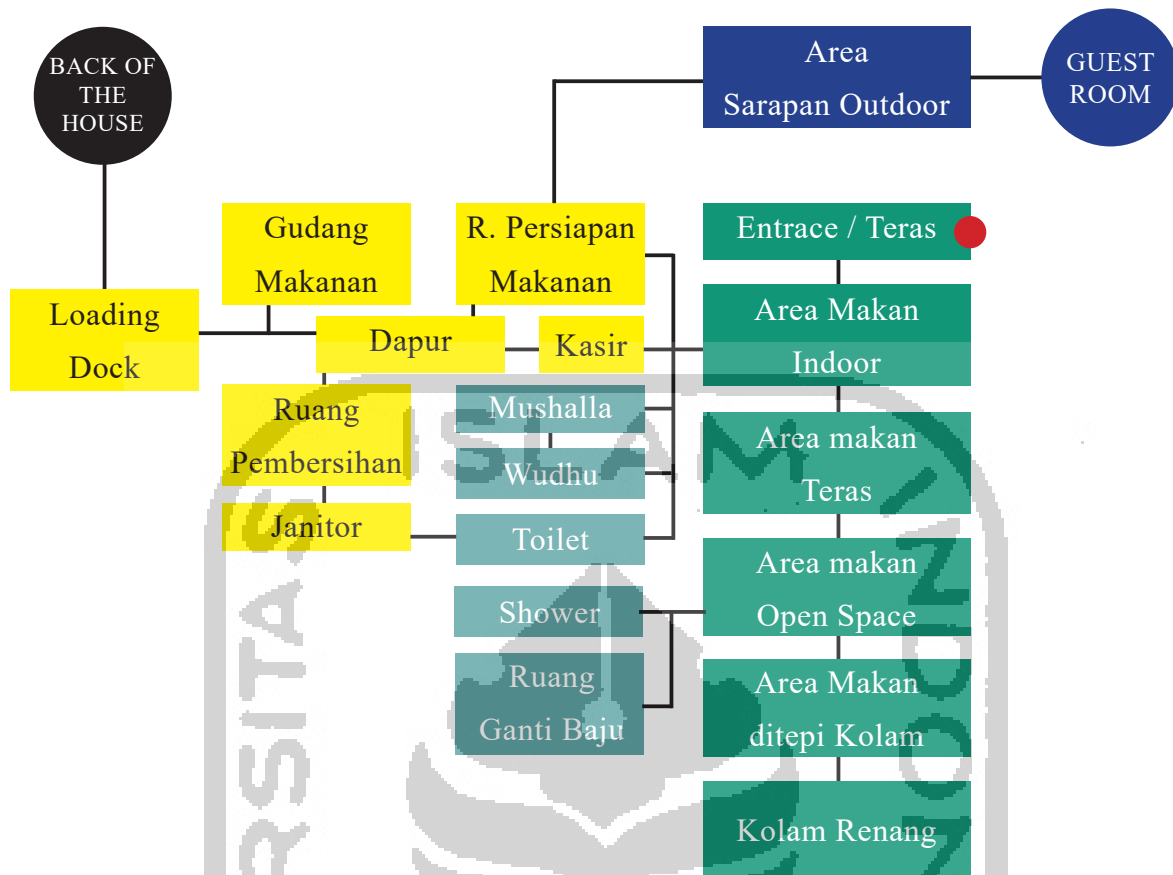 BACK OF
THE
HOUSE
Area
Sarapan Outdoor
GUEST
ROOM
Gudang
Makanan
R. Persiapan
Makanan
Entrace / Teras
Loading
Dock
Dapur
Kasir
Area Makan
Indoor
Ruang
Pembersihan
Mushalla
Wudhu
Area makan
Teras
Janitor
Toilet
Area makan
Open Space
Shower
Ruang
Ganti Baju
Area Makan
ditepi Kolam
Kolam Renang
RSITAS
ISLAM